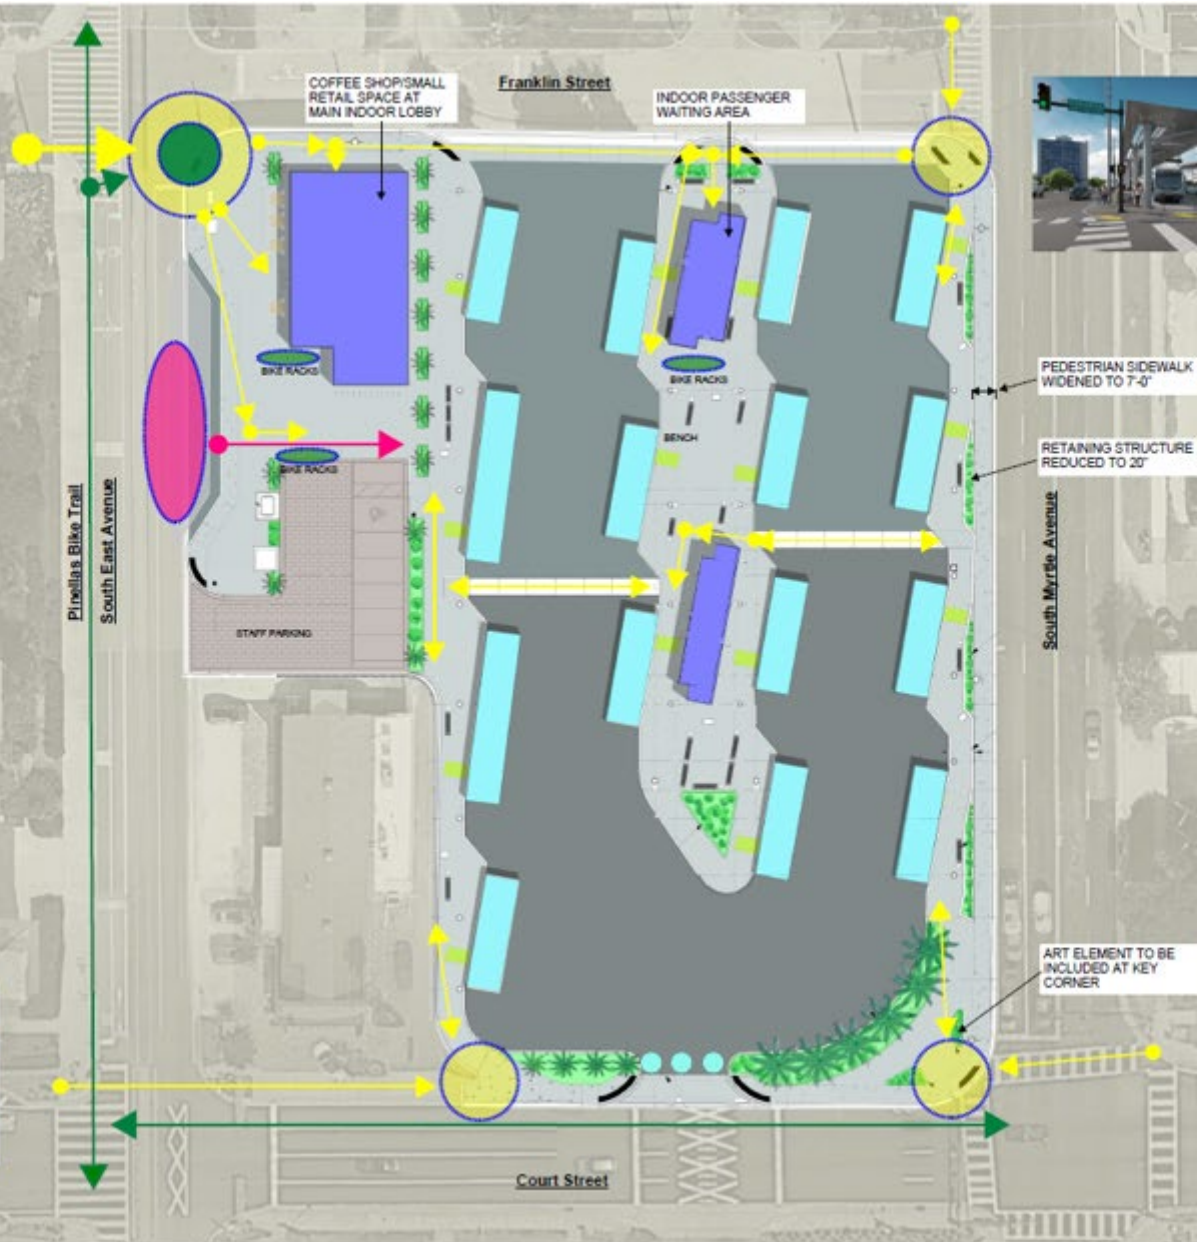 Franklin Street
COFFEE SHOP/SMALL
RETAIL SPACE AT
MAIN INDOOR LOBBY
INDOOR PASSENGER
WAITING AREA
BIKE RACKS
BIKE RACKS
PEDESTRIAN SIDEWALK
WIDENED TO 7'-0"
BENCH
RETAINING STRUCTURE
REDUCED TO 20"
BIKE RACKS
Pinellas Bike Trail
South East Avenue
South Myrtle Avenue
STAFF PARKING
ART ELEMENT TO BE
INCLUDED AT KEY
CORNER
Court Street